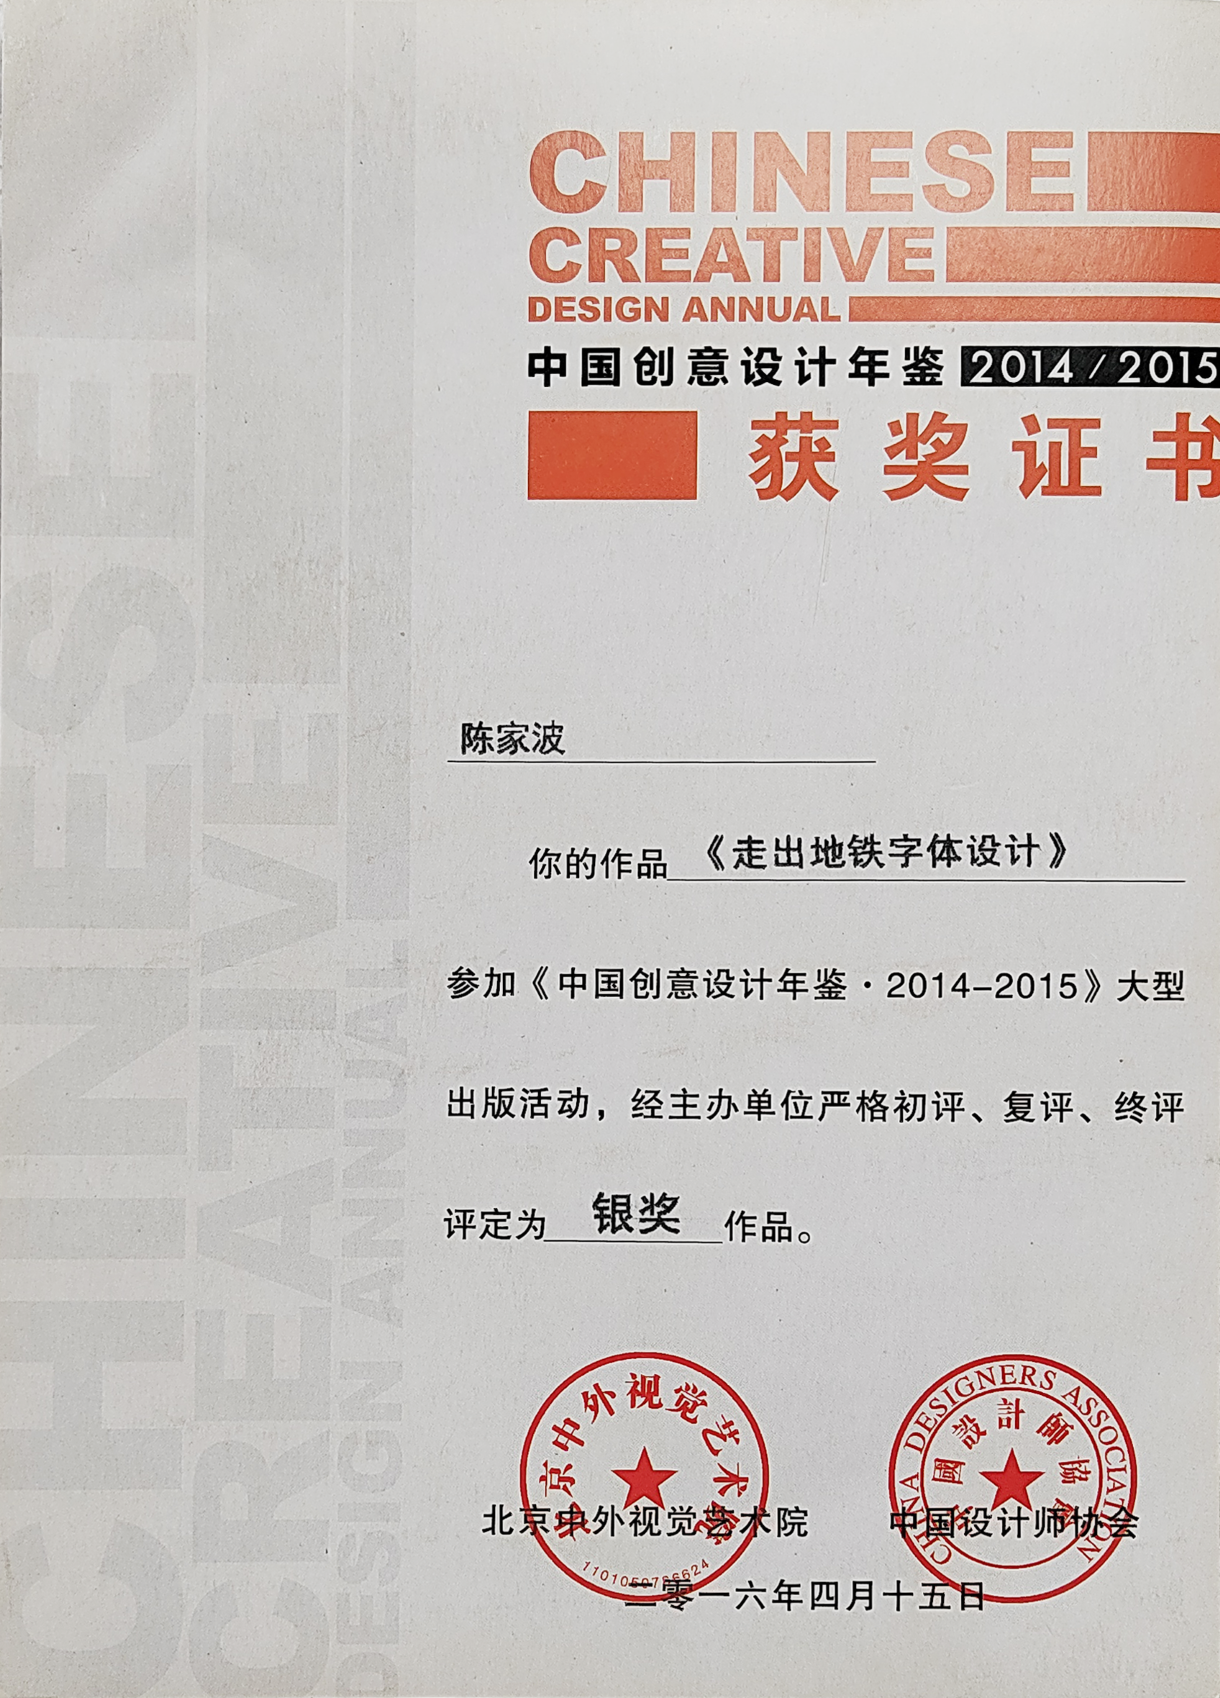 CHINESE
CREATIVE
DESIGN ANNUAL
中国创意设计年鉴 2014/2015
获奖证书
陈家波
你的作品 《走出地铁字体设计》
参加《中国创意设计年鉴·2014-2015》大型
出版活动，经主办单位严格初评、复评、终评
评定为 银奖 作品。
北京中外视觉艺术院
CHINA DESIGNERS ASSOCIATION
中國設計師協會
北京中外视觉艺术院 中国设计师协会
二零一六年四月十五日
CHINESE
CREATIVE
DESIGN ANNUAL